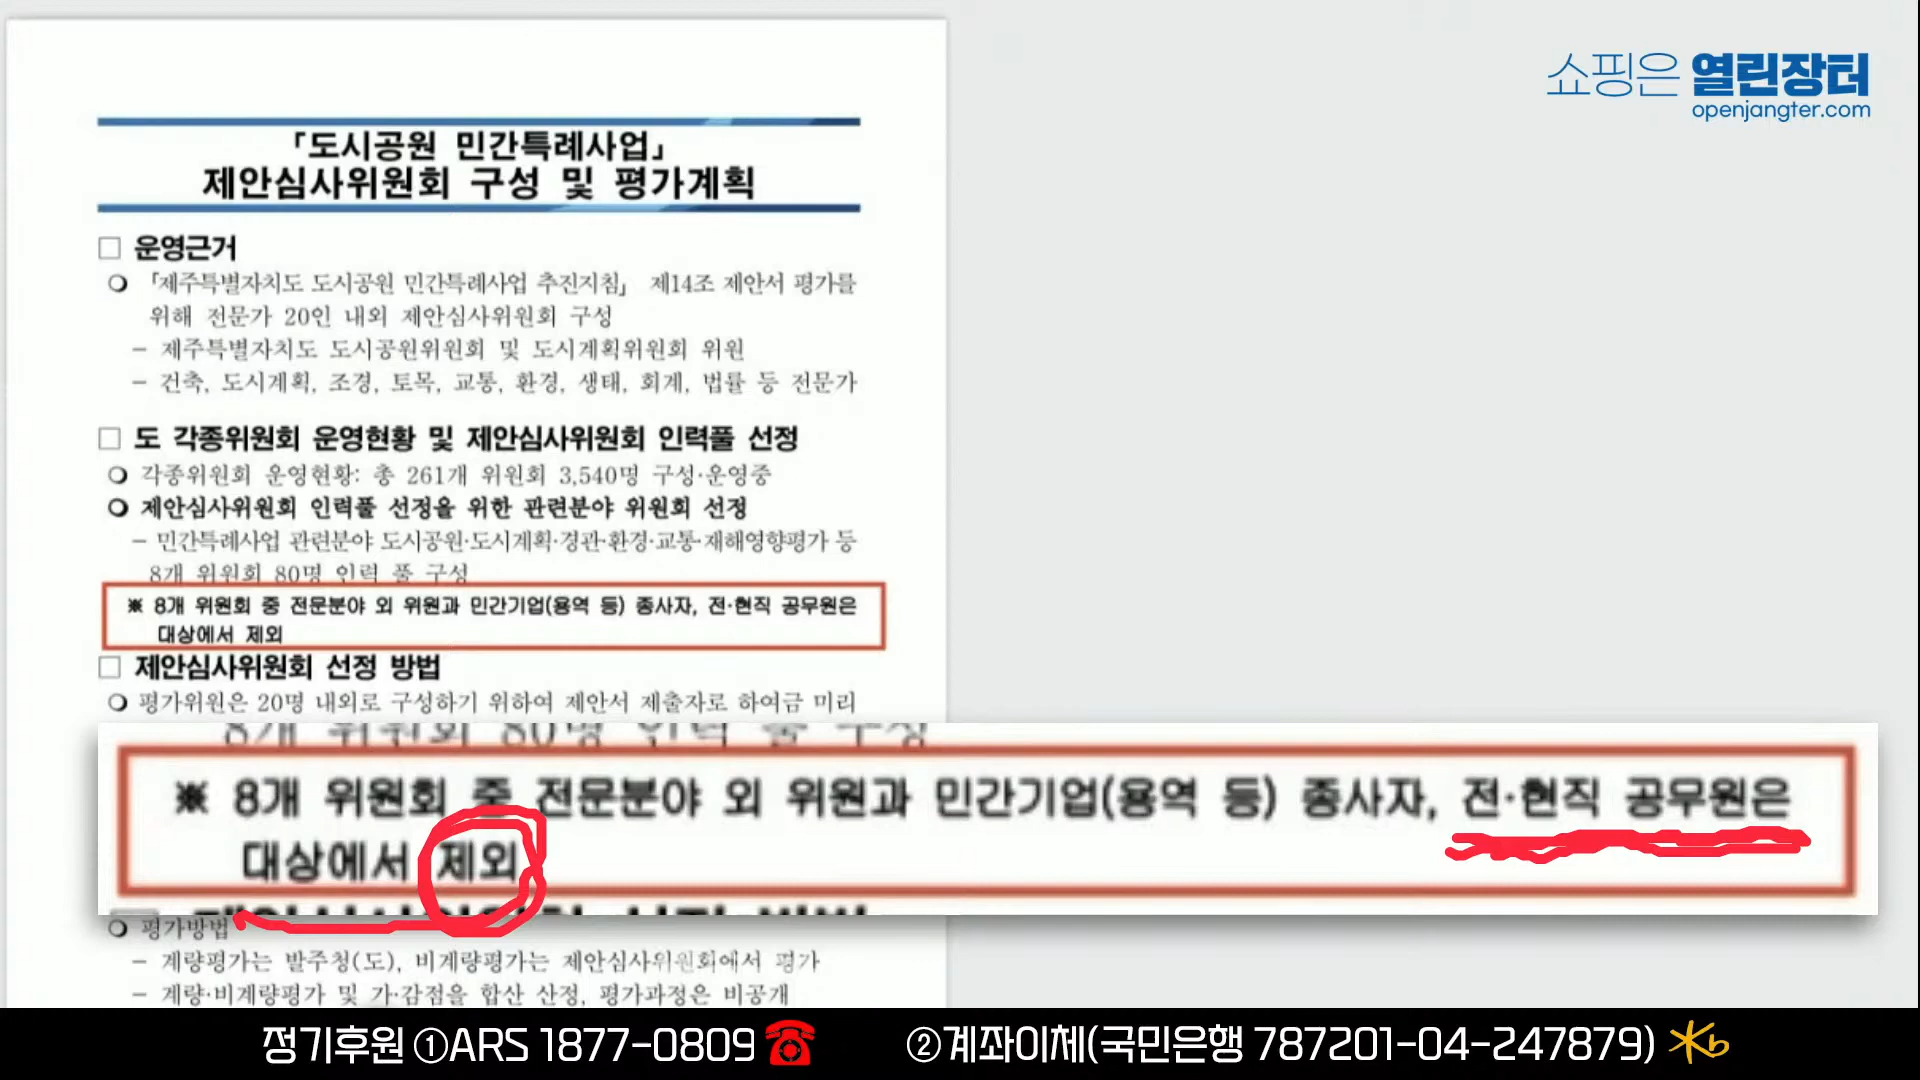 쇼핑은 열린장터
openjangter.com
「도시공원 민간특례사업」
제안심사위원회 구성 및 평가계획
□ 운영근거
❍ 「제주특별자치도 도시공원 민간특례사업 추진지침」 제14조 제안서 평가를
위해 전문가 20인 내외 제안심사위원회 구성
- 제주특별자치도 도시공원위원회 및 도시계획위원회 위원
- 건축, 도시계획, 조경, 토목, 교통, 환경, 생태, 회계, 법률 등 전문가
□ 도 각종위원회 운영현황 및 제안심사위원회 인력풀 선정
❍ 각종위원회 운영현황: 총 261개 위원회 3,540명 구성·운영중
❍ 제안심사위원회 인력풀 선정을 위한 관련분야 위원회 선정
- 민간특례사업 관련분야 도시공원·도시계획·경관·환경·교통·재해영향평가 등
8개 위원회 80명 인력 풀 구성
※ 8개 위원회 중 전문분야 외 위원과 민간기업(용역 등) 종사자, 전·현직 공무원은
대상에서 제외
□ 제안심사위원회 선정 방법
❍ 평가위원은 20명 내외로 구성하기 위하여 제안서 제출자로 하여금 미리
8개 위원회 80명 인력 풀 구성
※ 8개 위원회 중 전문분야 외 위원과 민간기업(용역 등) 종사자, 전·현직 공무원은
대상에서 제외
❍ 평가방법
- 계량평가는 발주청(도), 비계량평가는 제안심사위원회에서 평가
- 계량·비계량평가 및 가·감점을 합산 산정, 평가과정은 비공개
정기후원 ①ARS 1877-0809 ②계좌이체(국민은행 787201-04-247879)